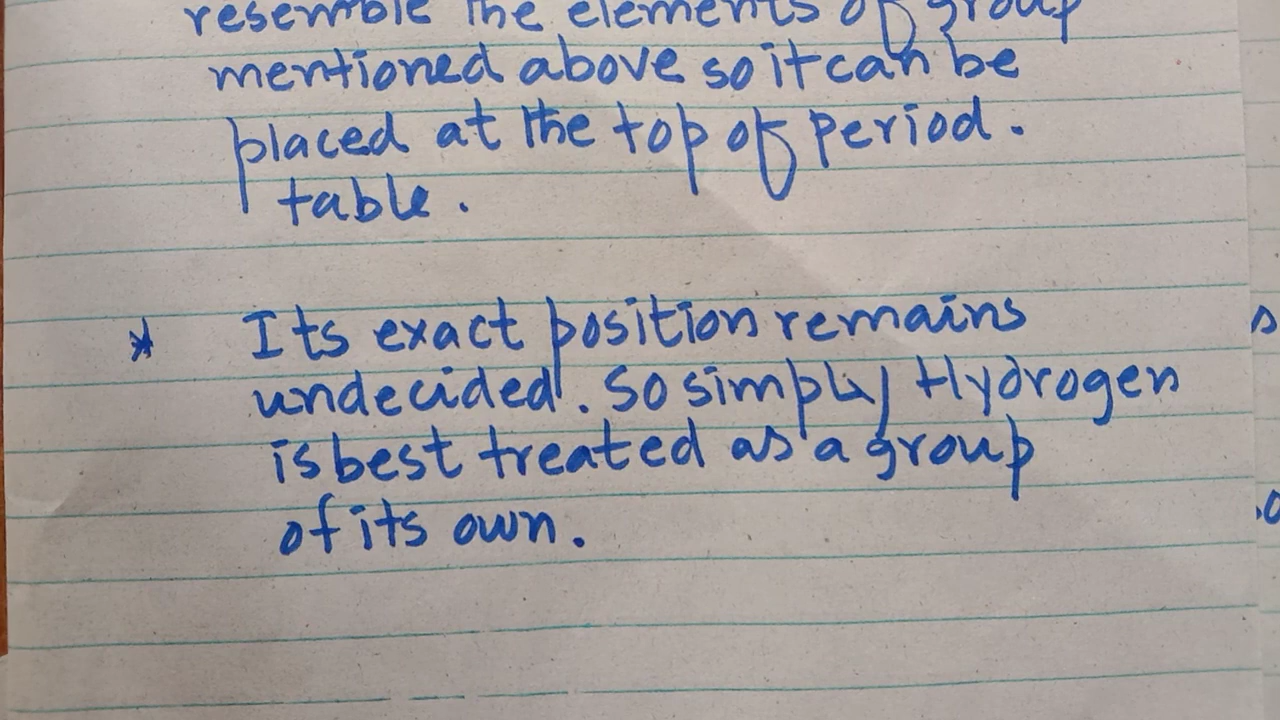 resemble the elements of group
mentioned above so it can be
placed at the top of period.
table.
* Its exact position remains
undecided. So simply Hydrogen
is best treated as a group
of its own.